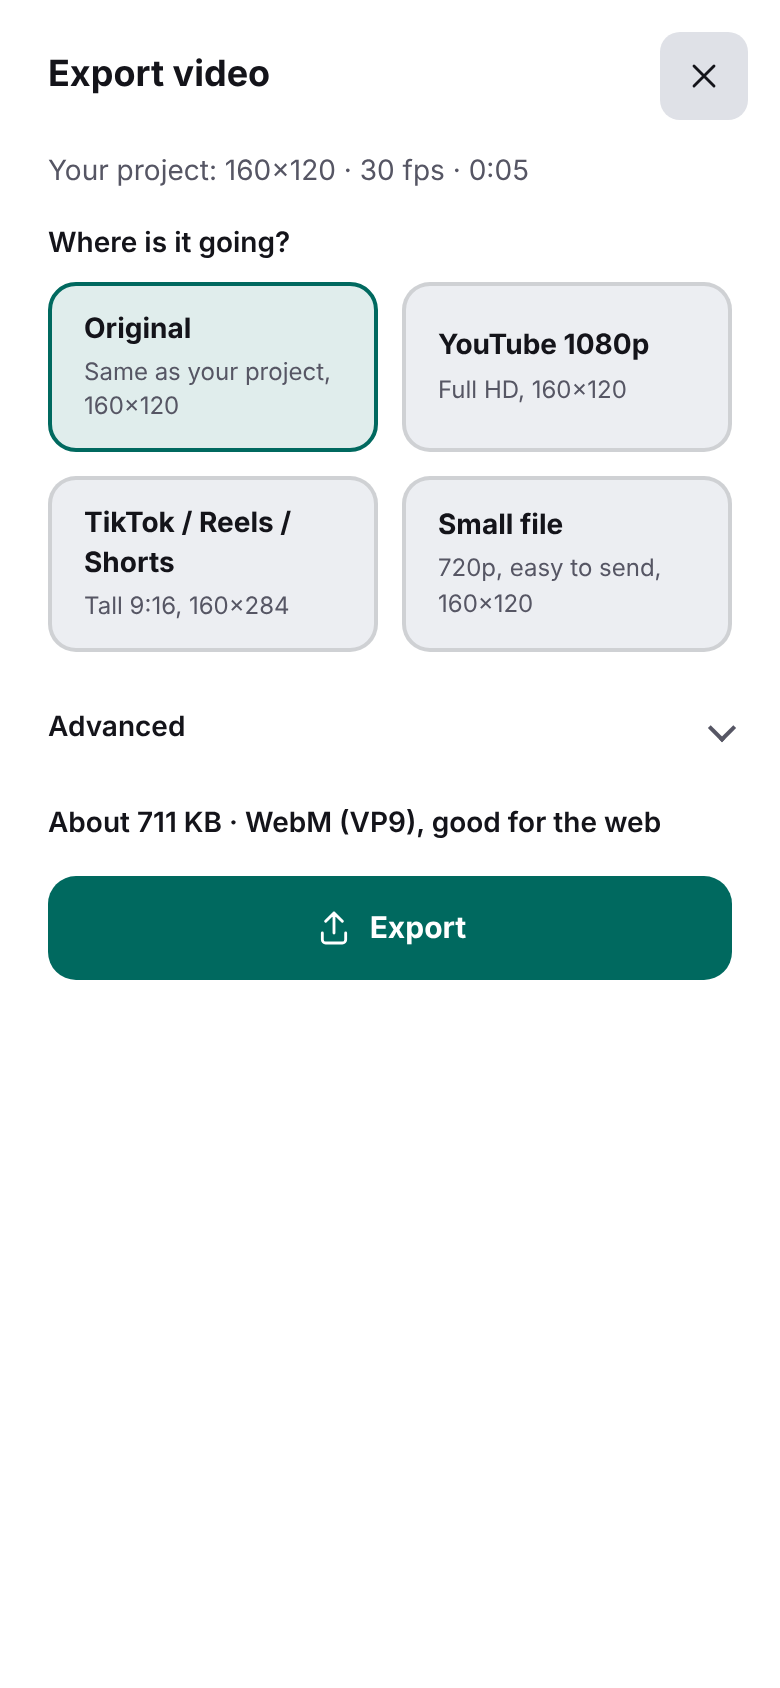 Export video
Your project: 160×120 · 30 fps · 0:05
Where is it going?
Original
Same as your project,
160×120
YouTube 1080p
Full HD, 160×120
TikTok / Reels /
Shorts
Tall 9:16, 160×284
Small file
720p, easy to send,
160×120
Advanced
About 711 KB · WebM (VP9), good for the web
Export